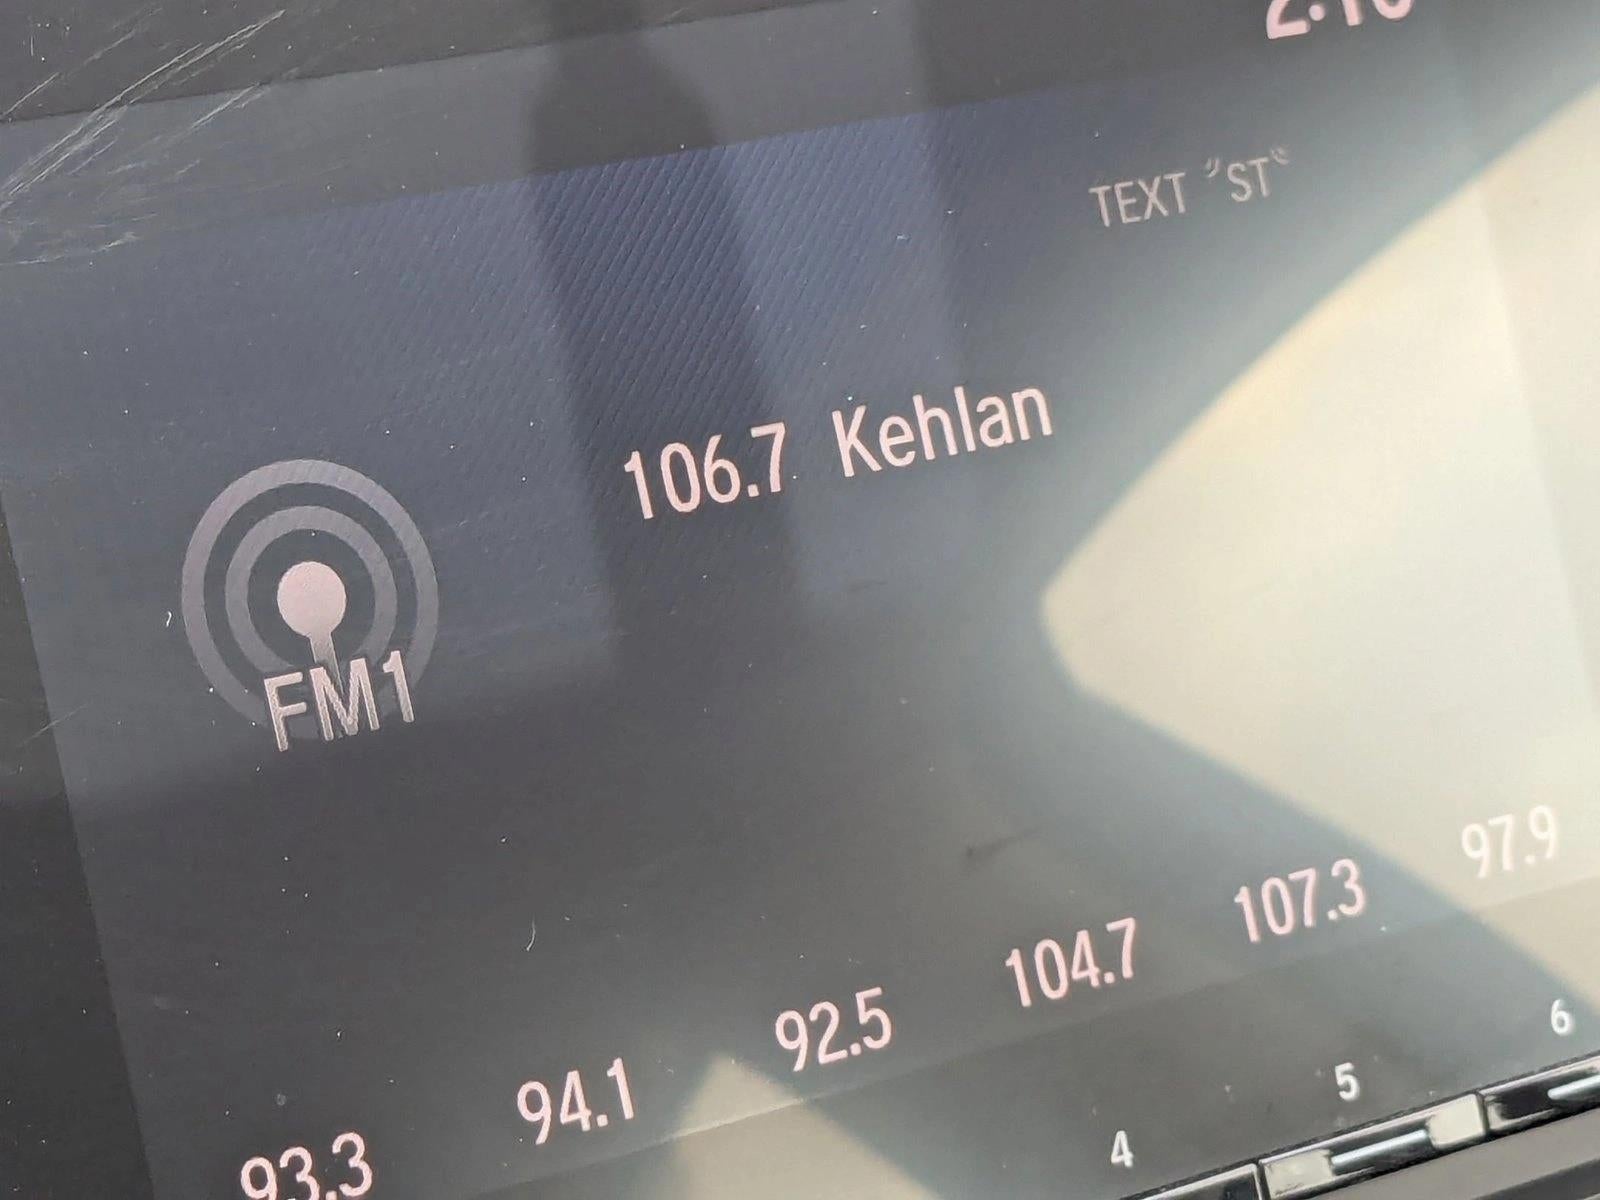 TEXT "ST"
106.7 Kehlan
FM1
93.3 94.1 92.5 104.7 107.3 97.9
4 5 6